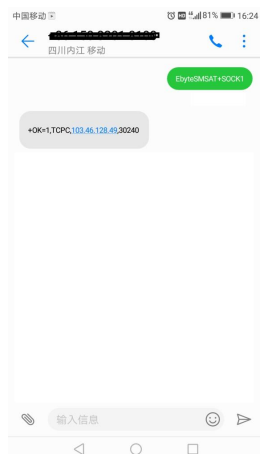 中国移动 81% 16:24
四川内江 移动
EbyteSMSAT+SOCK1
+OK=1,TCPC,103.46.128.49,30240
输入信息